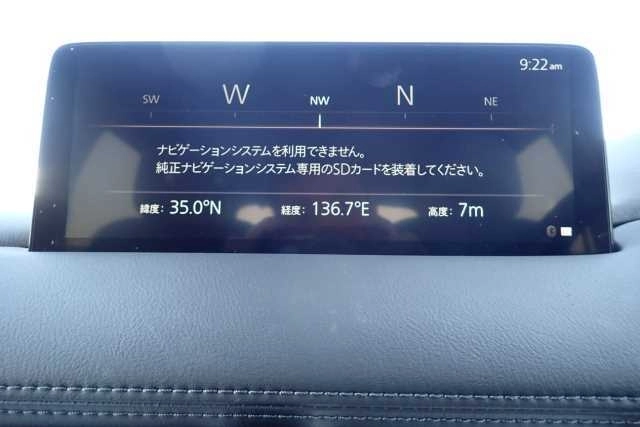 9:22am
SW W NW N NE
ナビゲーションシステムを利用できません。
純正ナビゲーションシステム専用のSDカードを装着してください。
緯度: 35.0°N 経度: 136.7°E 高度: 7m